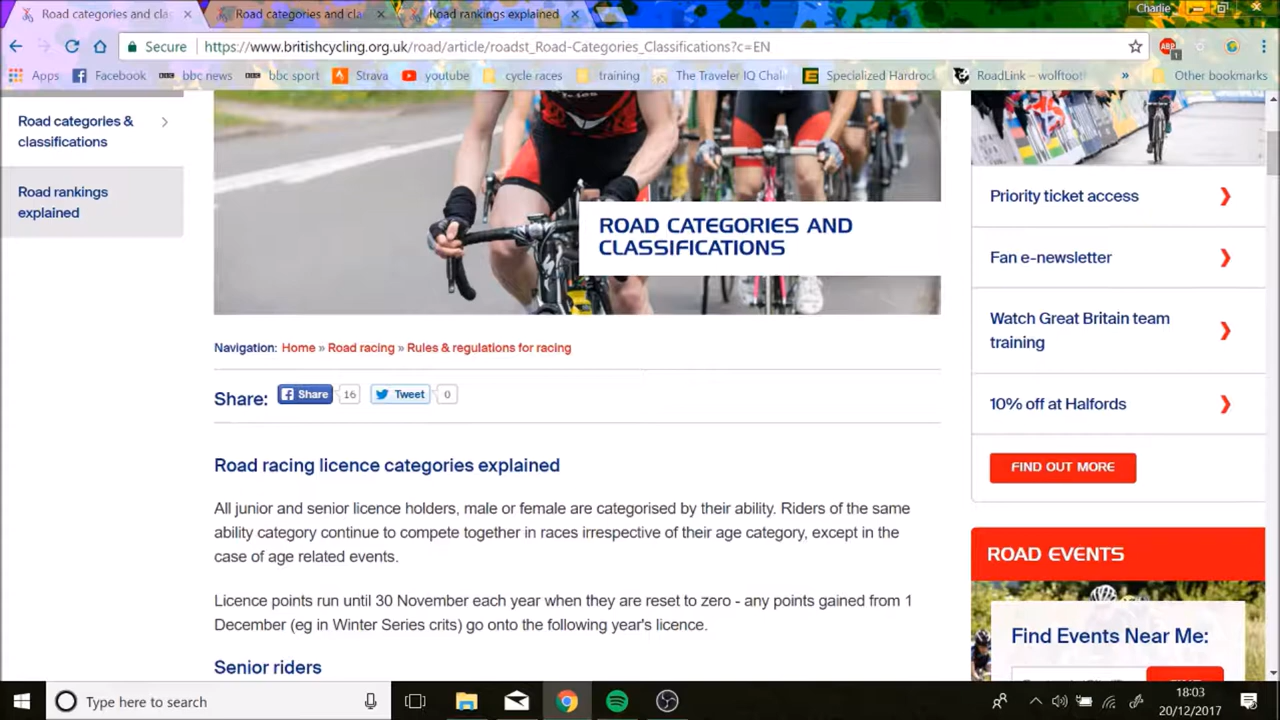 Road categories and cla
Road categories and cla
Road rankings explained
Charlie
Secure
https://www.britishcycling.org.uk/road/article/roadst_Road-Categories_Classifications?c=EN
ABP
1
Apps
Facebook
BBC bbc news
BBC bbc sport
Strava
youtube
cycle races
training
The Traveler IQ Chal
Specialized Hardrock
RoadLink – wolftooth
»
Other bookmarks
Road categories &
classifications
Road rankings
explained
ROAD CATEGORIES AND
CLASSIFICATIONS
Navigation: Home » Road racing » Rules & regulations for racing
Share: Share 16 Tweet 0
Road racing licence categories explained
All junior and senior licence holders, male or female are categorised by their ability. Riders of the same
ability category continue to compete together in races irrespective of their age category, except in the
case of age related events.
Licence points run until 30 November each year when they are reset to zero - any points gained from 1
December (eg in Winter Series crits) go onto the following year's licence.
Senior riders
Priority ticket access
Fan e-newsletter
Watch Great Britain team
training
10% off at Halfords
FIND OUT MORE
ROAD EVENTS
Find Events Near Me:
Type here to search
18:03
20/12/2017